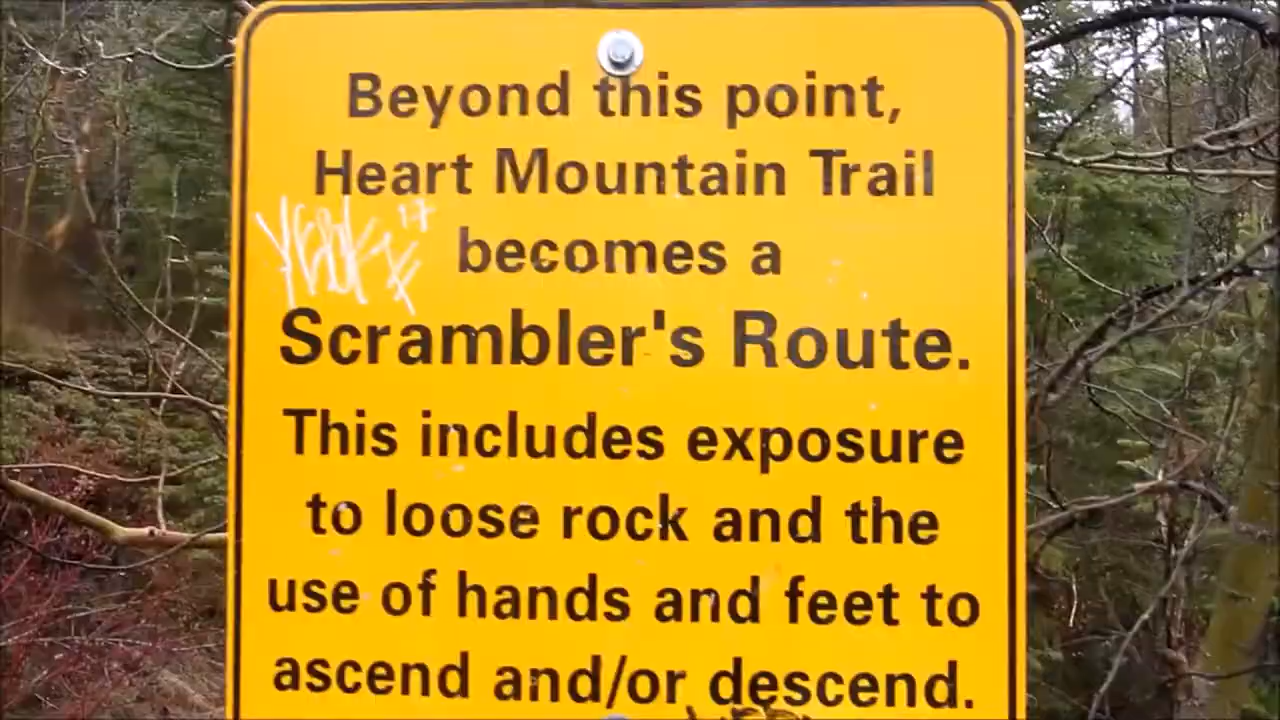 Beyond this point,
Heart Mountain Trail
becomes a
Scrambler's Route.
This includes exposure
to loose rock and the
use of hands and feet to
ascend and/or descend.